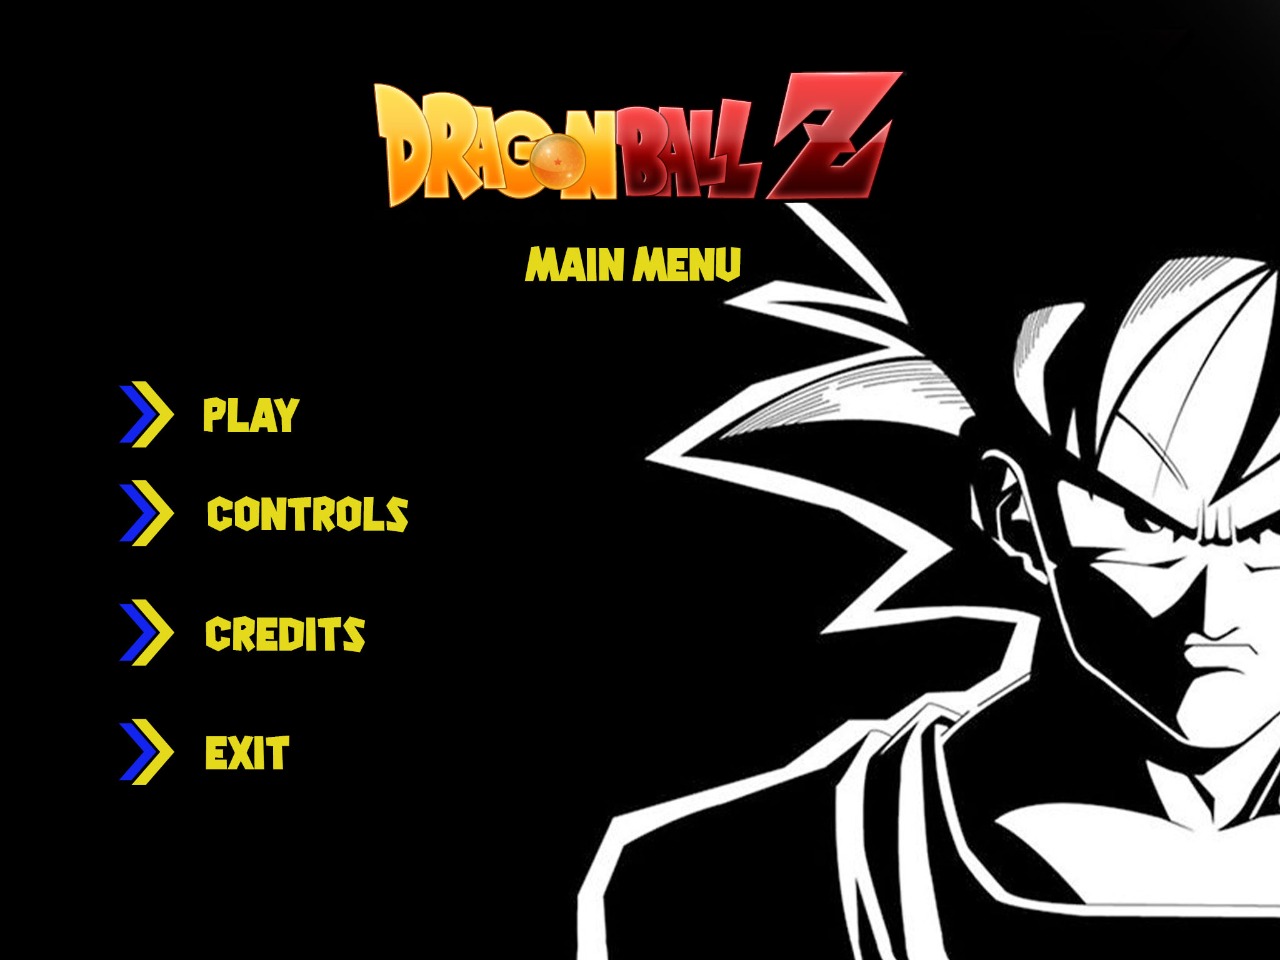 DRAGON BALL Z
MAIN MENU
PLAY
CONTROLS
CREDITS
EXIT